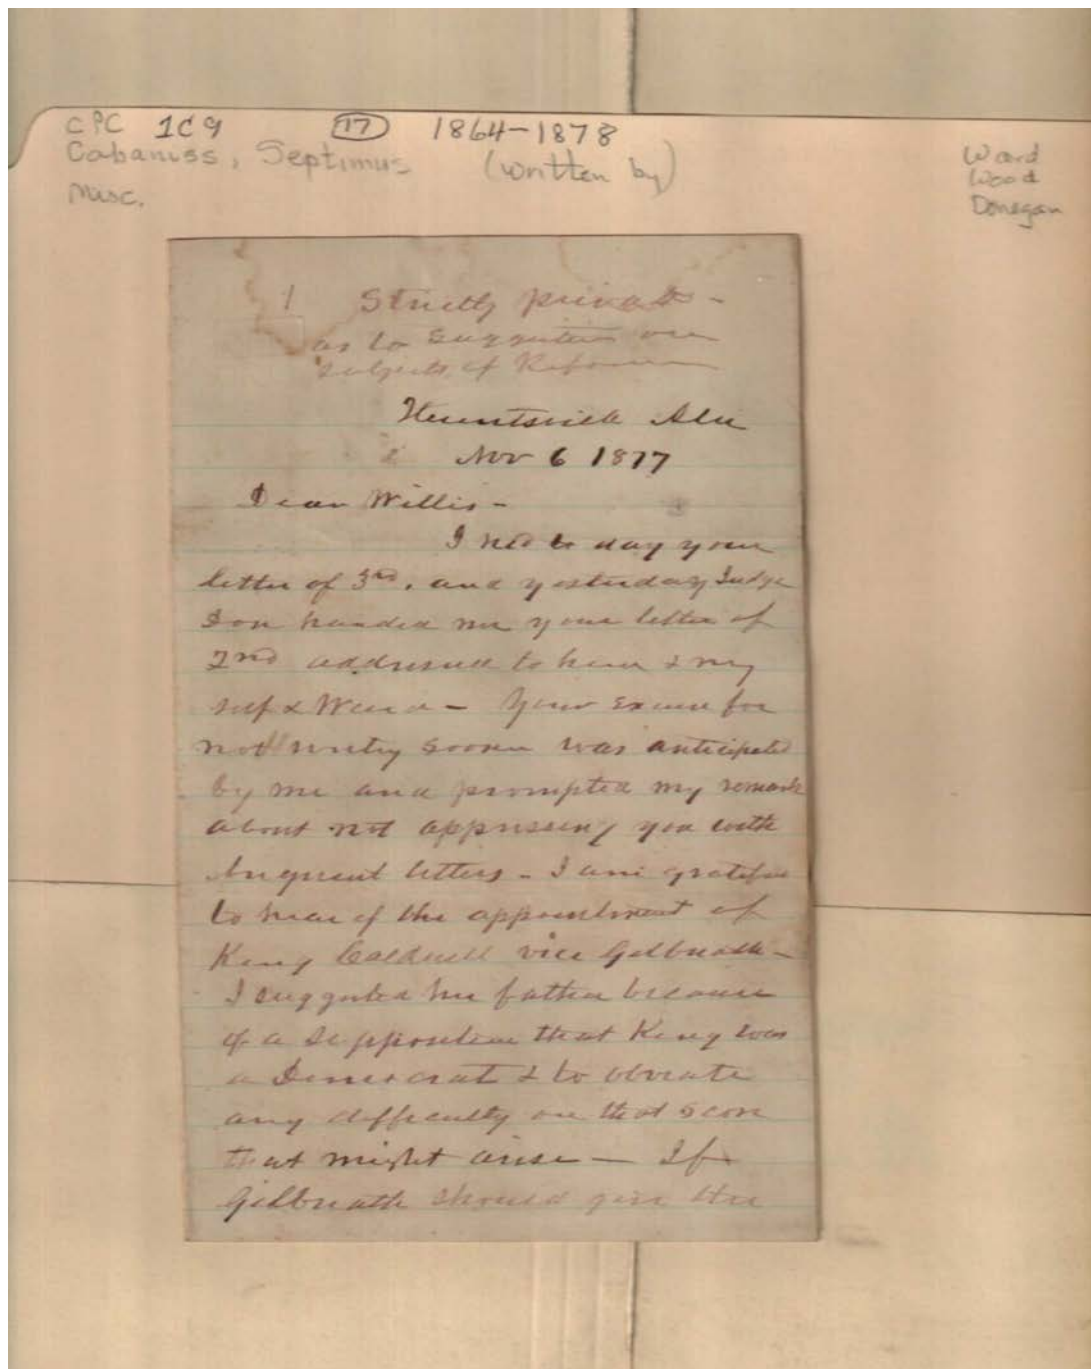 CPC 1C9 17 1864-1878
Cabaniss, Septimus (written by)
Misc.
Ward
Wood
Donegan
1 Strictly private -
as to suggestions on
subjects of Reform
Huntsville Ala
Nov 6 1877
Dear Willis -
I recd to day your
letter of 3rd. and yesterday Judge
handed me your letter of
2nd addressed to him & my
self & Ward - Your excuse for
not writing sooner was anticipated
by me and prompted my remark
about not oppressing you with
frequent letters - I am gratified
to hear of the appointment of
King Caldwell vice Gilbreath -
I suggested his father because
of a supposition that King was
a Democrat & to obviate
any difficulty on that score
that might arise - If
Gilbreath should give the